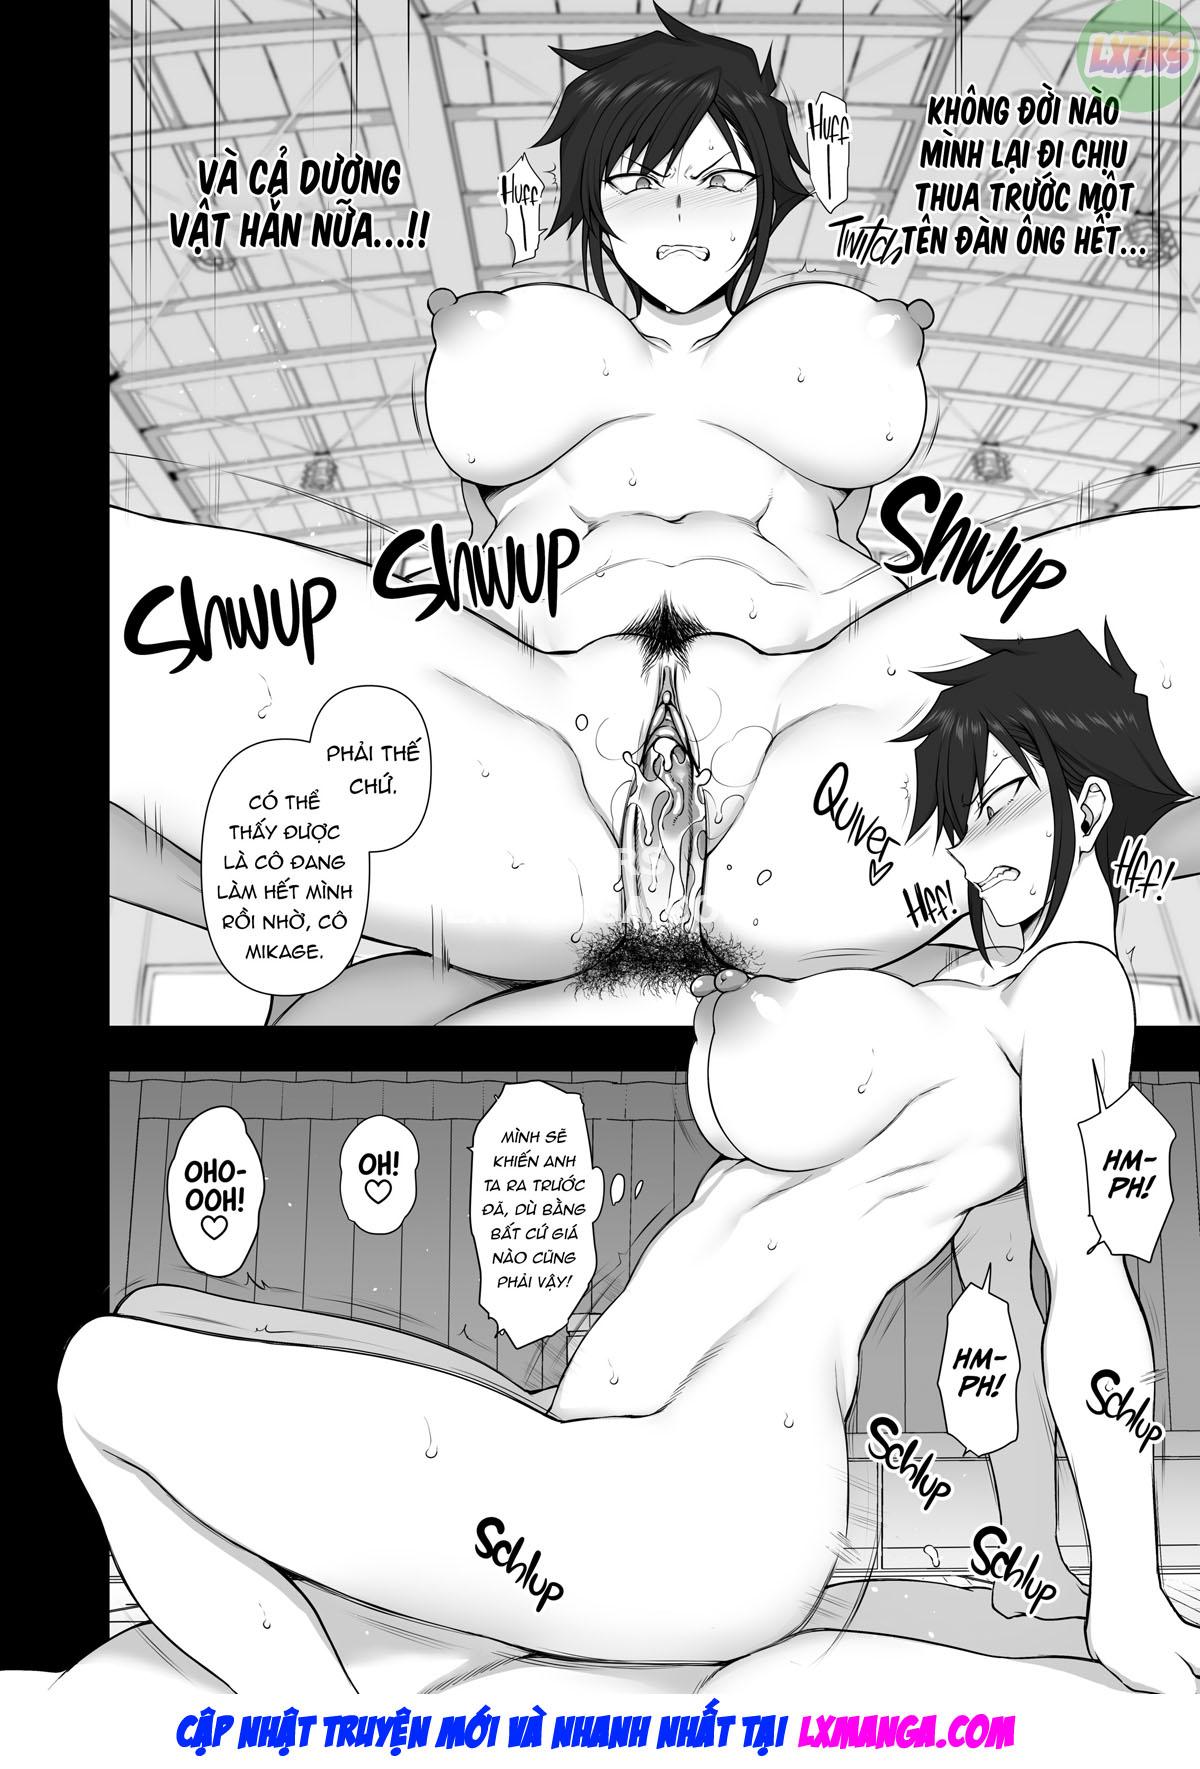 LXERS
KHÔNG ĐỜI NÀO
MÌNH LẠI ĐI CHỊU
THUA TRƯỚC MỘT
TÊN ĐÀN ÔNG HẾT...
Twitch
Huff
Huff
VÀ CẢ DƯƠNG
VẬT HẮN NỮA...!!
Shwup
Shwup
Shwup
PHẢI THẾ
CHỨ.
CÓ THỂ
THẤY ĐƯỢC
LÀ CÔ ĐANG
LÀM HẾT MÌNH
RỒI NHỜ, CÔ
MIKAGE.
Quiver
Hff!
Hff!
HM-
PH!
HM-
PH!
MÌNH SẼ
KHIẾN ANH
TA RA TRƯỚC
ĐÃ, DÙ BẰNG
BẤT CỨ GIÁ
NÀO CŨNG
PHẢI VẬY!
OH!
♡
OHO-
OOH!
♡
Schlup
Schlup
Schlup
Schlup
CẬP NHẬT TRUYỆN MỚI VÀ NHANH NHẤT TẠI LXMANGA.COM